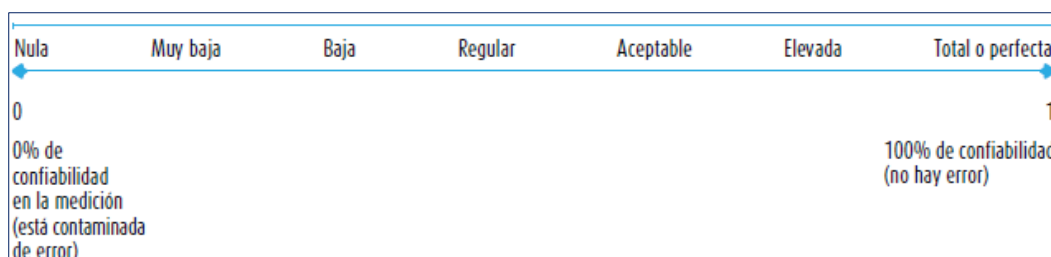 Nula Muy baja Baja Regular Aceptable Elevada Total o perfecta
0 1
0% de
confiabilidad
en la medición
(está contaminada
de error)
100% de confiabilidad
(no hay error)